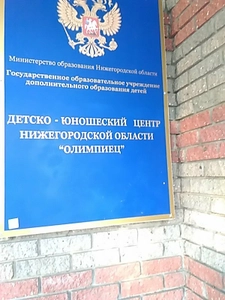 Министерство образования Нижегородской области
Государственное образовательное учреждение
дополнительного образования детей
ДЕТСКО - ЮНОШЕСКИЙ ЦЕНТР
НИЖЕГОРОДСКОЙ ОБЛАСТИ
"ОЛИМПИЕЦ"